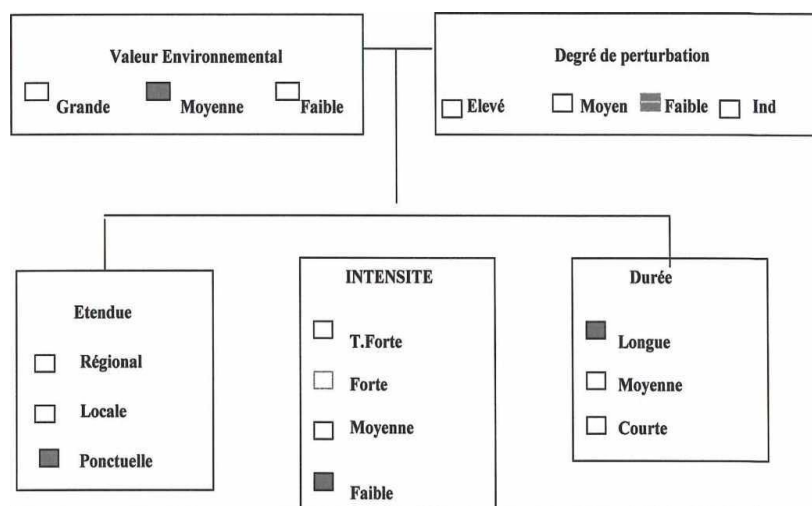 Valeur Environnemental
Grande Moyenne Faible
Degré de perturbation
Elevé Moyen Faible Ind
Etendue
Régional
Locale
Ponctuelle
INTENSITE
T.Forte
Forte
Moyenne
Faible
Durée
Longue
Moyenne
Courte